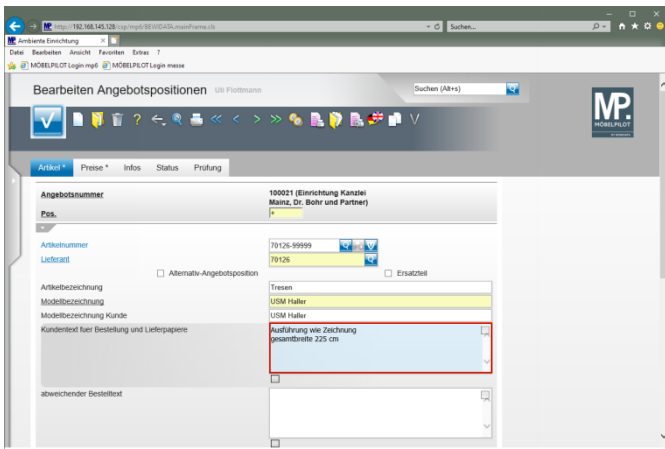 http://192.168.145.128/csp/mp6/BEWIDATA.mainFrame.cls
Suchen...
Ambiente Einrichtung
Datei Bearbeiten Ansicht Favoriten Extras ?
MÖBELPILOT Login mp6 MÖBELPILOT Login messe
Bearbeiten Angebotspositionen Uli Flottmann
Suchen (Alt+s)
MP.
MÖBELPILOT
Artikel * Preise * Infos Status Prüfung
Angebotsnummer
100021 (Einrichtung Kanzlei
Mainz, Dr. Bohr und Partner)
Pos.
+
Artikelnummer
70126-99999
Lieferant
70126
Alternativ-Angebotsposition
Ersatzteil
Artikelbezeichnung
Tresen
Modellbezeichnung
USM Haller
Modellbezeichnung Kunde
USM Haller
Kundentext fuer Bestellung und Lieferpapiere
Ausführung wie Zeichnung
gesamtbreite 225 cm
abweichender Bestelltext